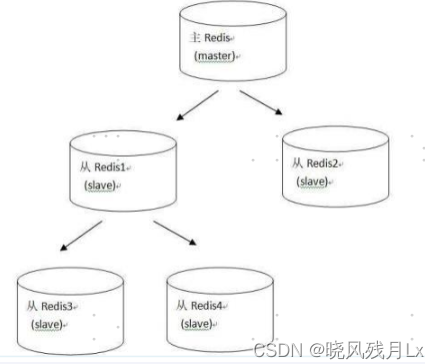 主 Redis
(master)
从 Redis1
(slave)
从 Redis2
(slave)
从 Redis3
(slave)
从 Redis4
(slave)
CSDN @晓风残月Lx